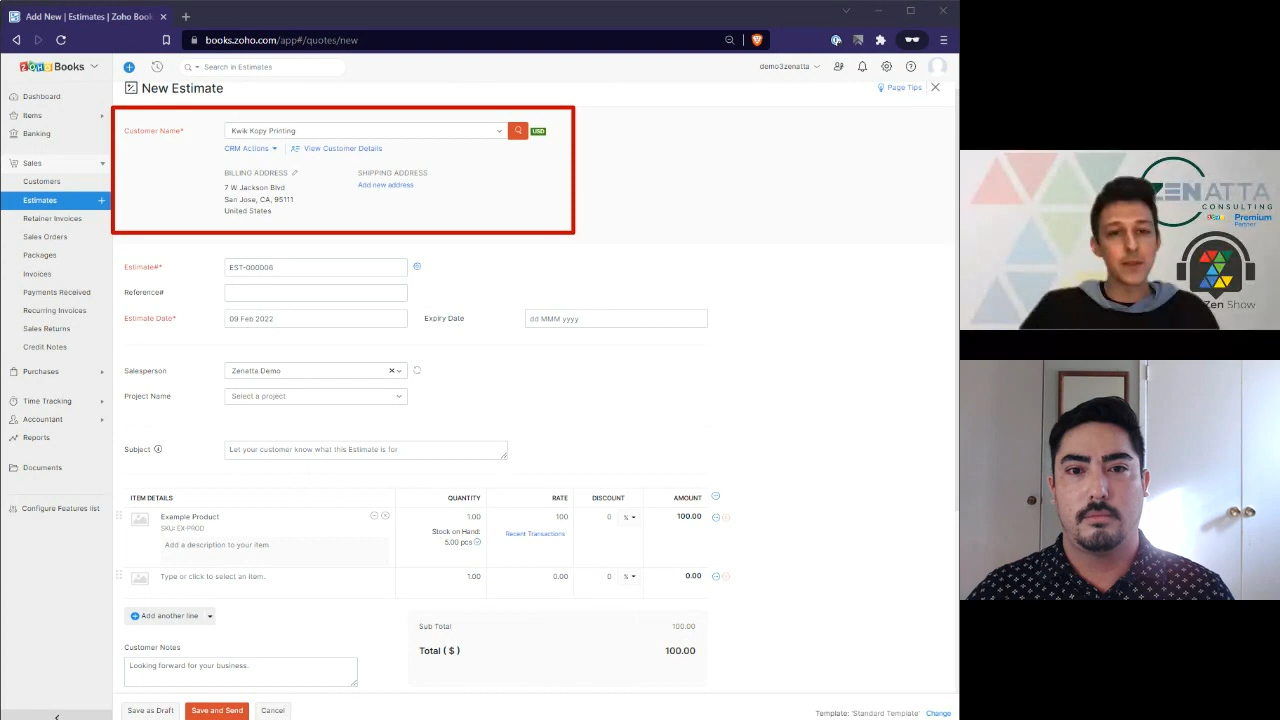 Add New | Estimates | Zoho Book
books.zoho.com/app#/quotes/new
ZOHO Books
Search in Estimates
demo3zenatta
New Estimate
Page Tips
Dashboard
Items
Banking
Sales
Customers
Estimates
Retainer Invoices
Sales Orders
Packages
Invoices
Payments Received
Recurring Invoices
Sales Returns
Credit Notes
Purchases
Time Tracking
Accountant
Reports
Documents
Configure Features list
Customer Name*
Kwik Kopy Printing
USD
CRM Actions
View Customer Details
BILLING ADDRESS
SHIPPING ADDRESS
7 W Jackson Blvd
Add new address
San Jose, CA, 95111
United States
Estimate#*
EST-000006
Reference#
Estimate Date*
09 Feb 2022
Expiry Date
dd MMM yyyy
Salesperson
Zenatta Demo
Project Name
Select a project
Subject
Let your customer know what this Estimate is for
ITEM DETAILS
QUANTITY
RATE
DISCOUNT
AMOUNT
Example Product
1.00
100
0
%
100.00
SKU: EX-PROD
Stock on Hand:
5.00 pcs
Recent Transactions
Add a description to your item
Type or click to select an item.
1.00
0.00
0
%
0.00
Add another line
Sub Total
100.00
Total ( $ )
100.00
Customer Notes
Looking forward for your business.
Save as Draft
Save and Send
Cancel
Template: 'Standard Template'
Change
ZENATTA
CONSULTING
ZOHO
Premium
Partner
Zen Show